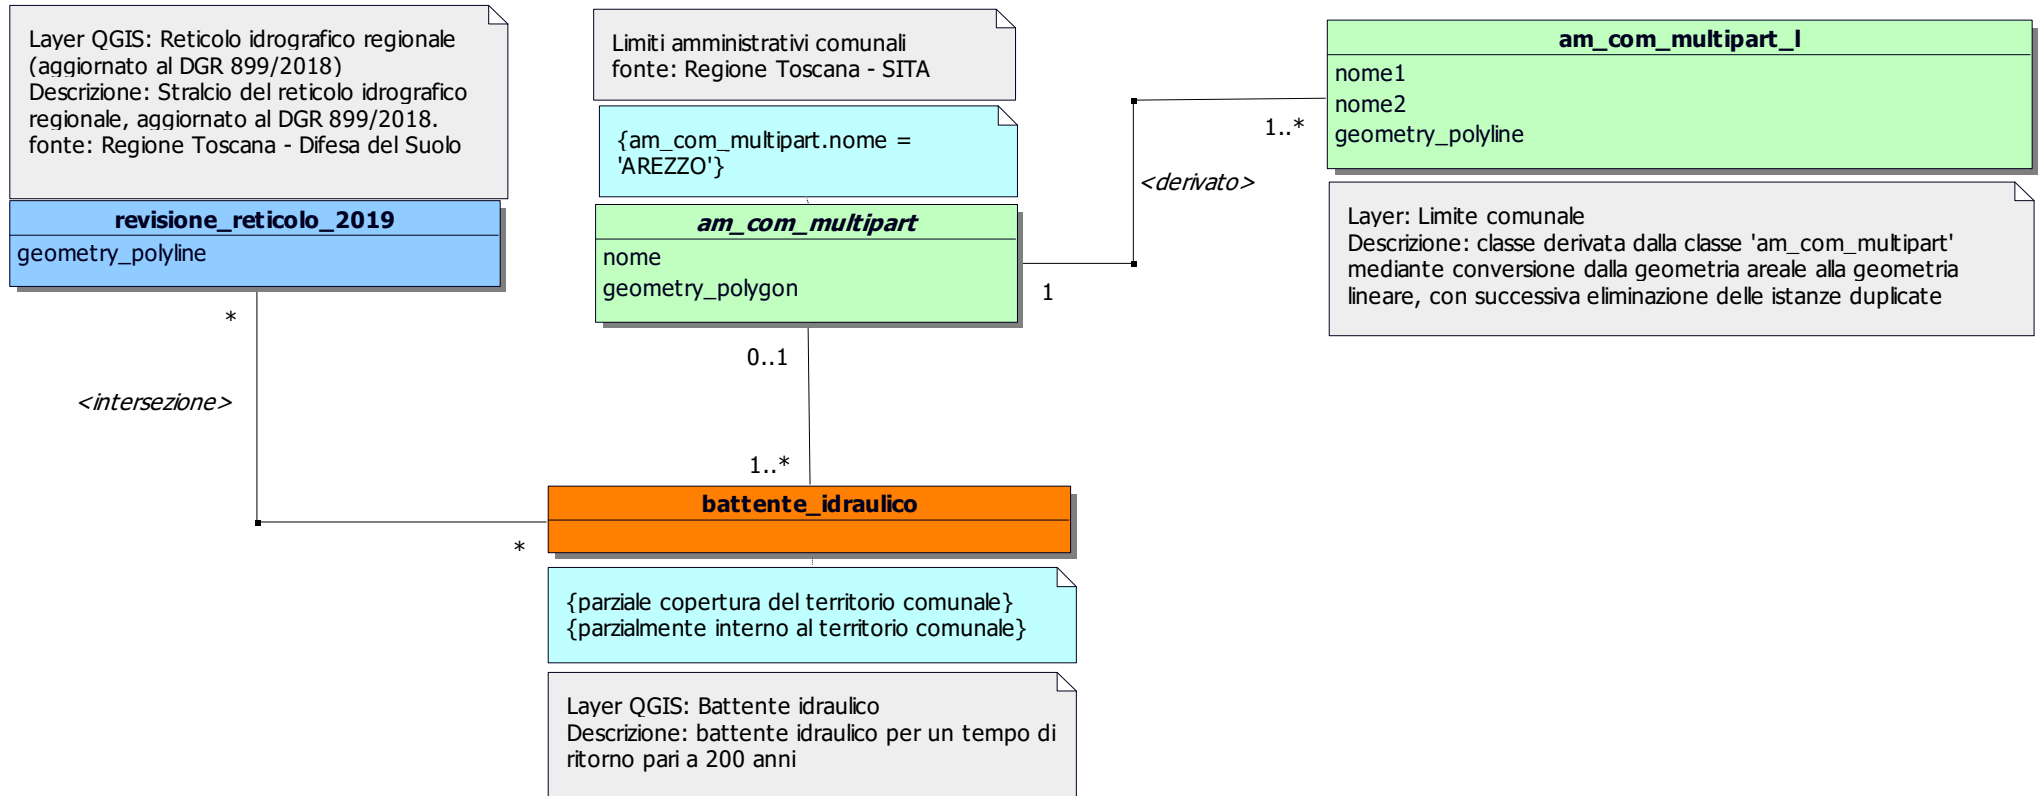 Layer QGIS: Reticolo idrografico regionale
(aggiornato al DGR 899/2018)
Descrizione: Stralcio del reticolo idrografico
regionale, aggiornato al DGR 899/2018.
fonte: Regione Toscana - Difesa del Suolo
revisione_reticolo_2019
geometry_polyline
*
<intersezione>
*
Limiti amministrativi comunali
fonte: Regione Toscana - SITA
{am_com_multipart.nome =
'AREZZO'}
am_com_multipart
nome
geometry_polygon
1
0..1
1..*
<derivato>
1..*
am_com_multipart_l
nome1
nome2
geometry_polyline
Layer: Limite comunale
Descrizione: classe derivata dalla classe 'am_com_multipart'
mediante conversione dalla geometria areale alla geometria
lineare, con successiva eliminazione delle istanze duplicate
battente_idraulico
{parziale copertura del territorio comunale}
{parzialmente interno al territorio comunale}
Layer QGIS: Battente idraulico
Descrizione: battente idraulico per un tempo di
ritorno pari a 200 anni